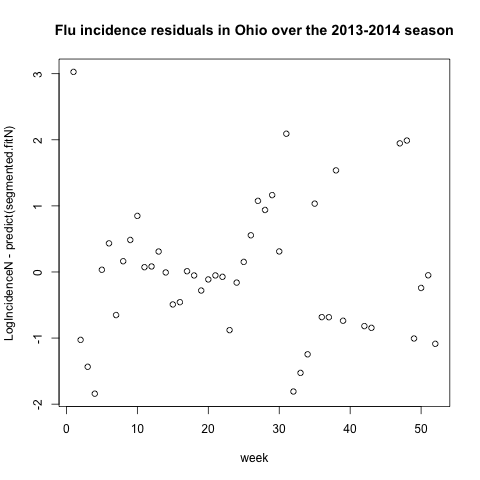 Flu incidence residuals in Ohio over the 2013-2014 season
LogIncidenceN - predict(segmented.fitN)
3
2
1
0
-1
-2
0 10 20 30 40 50
week